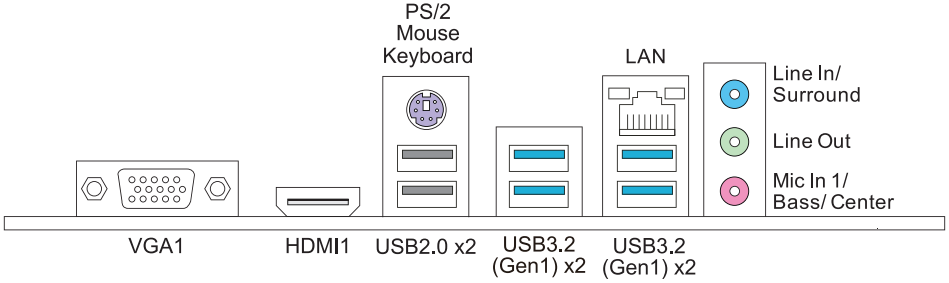 PS/2
Mouse
Keyboard
LAN
Line In/
Surround
Line Out
Mic In 1/
Bass/ Center
VGA1
HDMI1
USB2.0 x2
USB3.2
(Gen1) x2
USB3.2
(Gen1) x2